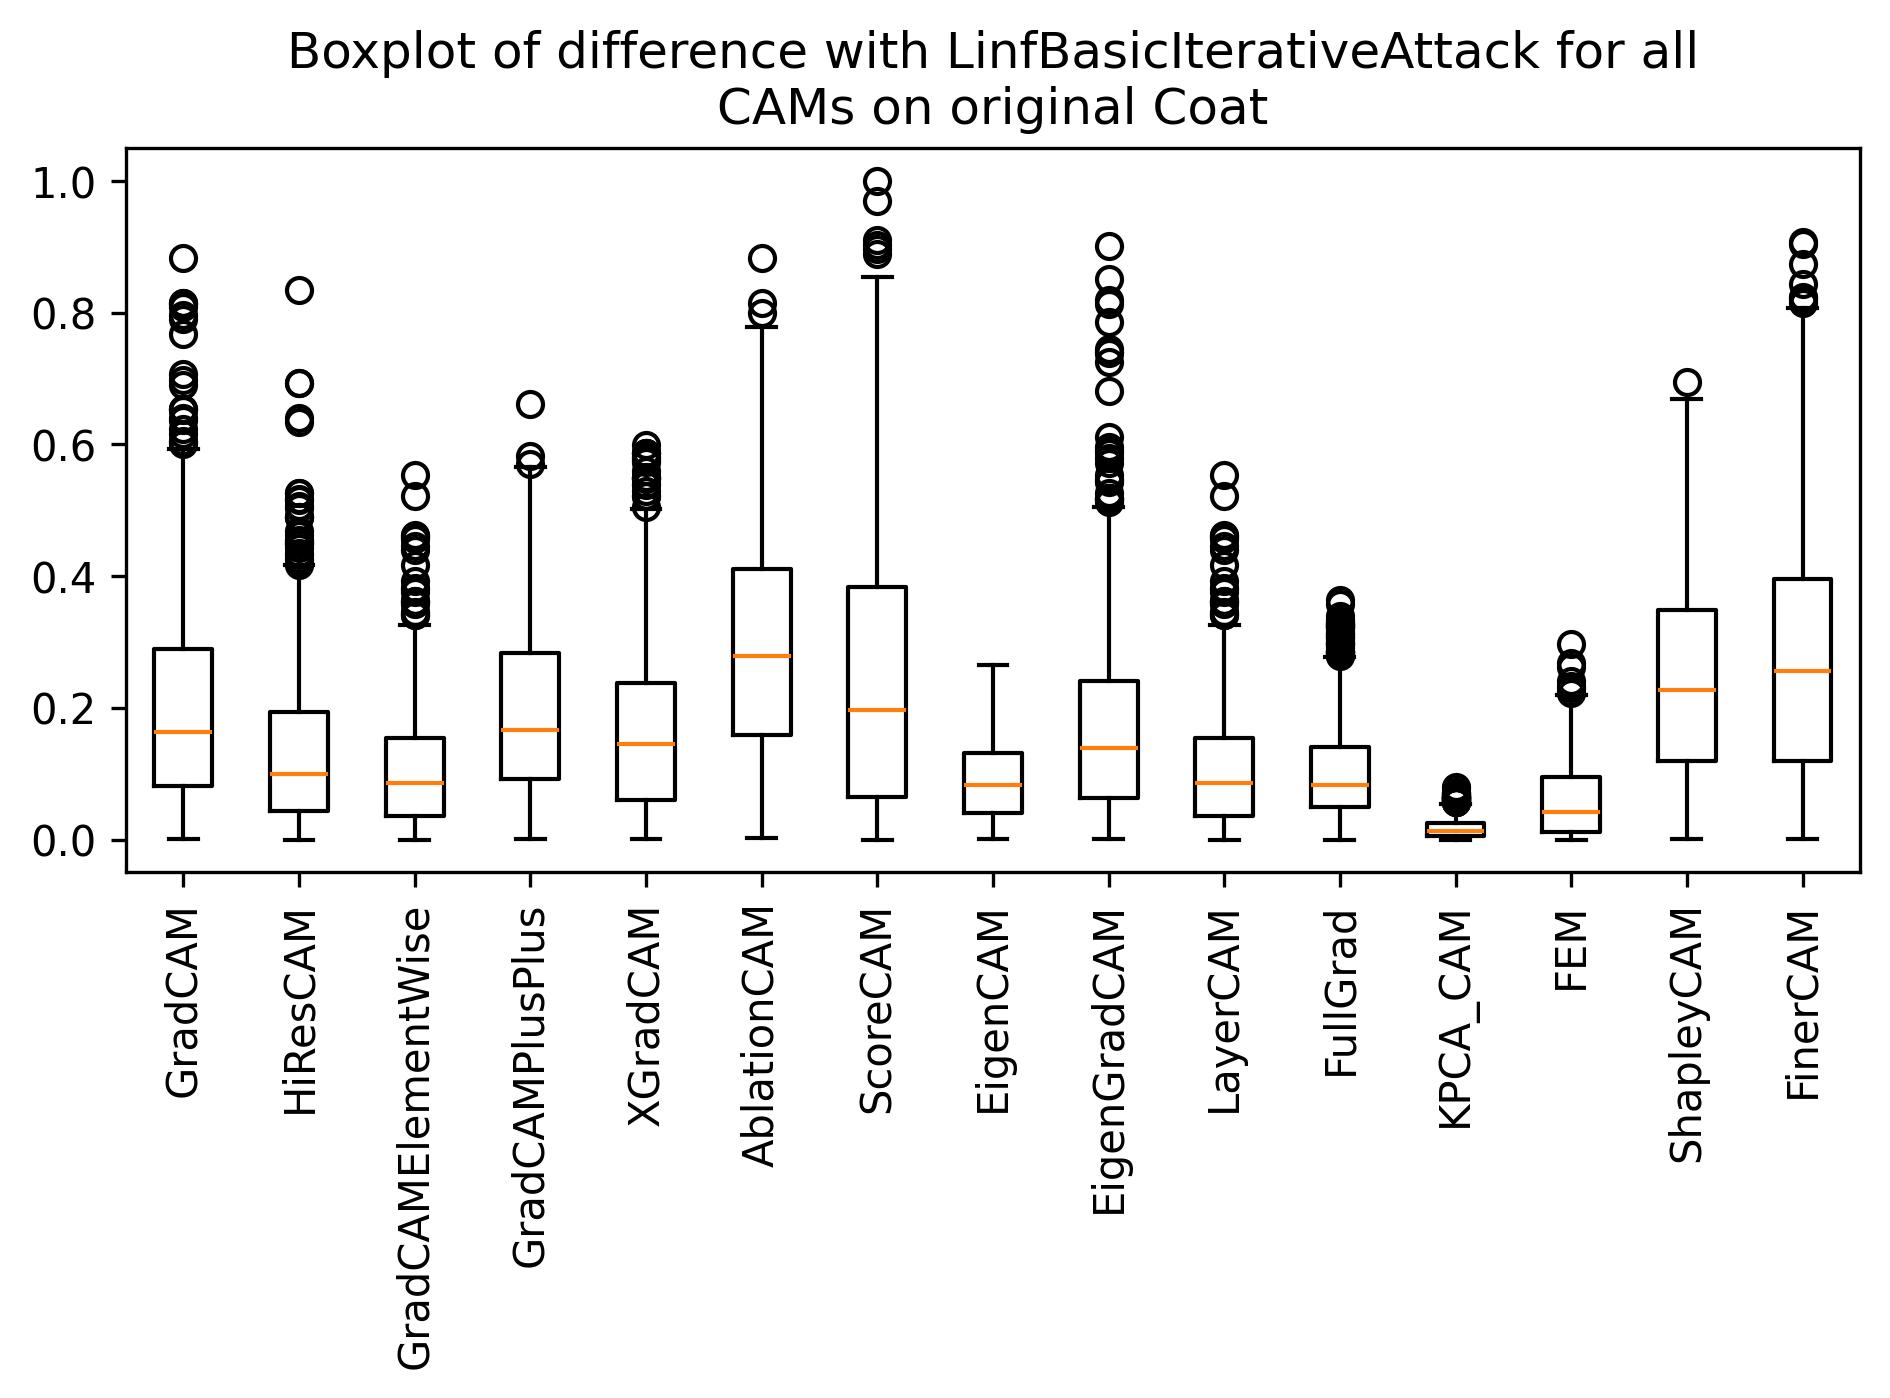 Boxplot of difference with LinfBasicIterativeAttack for all
CAMs on original Coat
1.0
0.8
0.6
0.4
0.2
0.0
GradCAM
HiResCAM
GradCAMElementWise
GradCAMPlusPlus
XGradCAM
AblationCAM
ScoreCAM
EigenCAM
EigenGradCAM
LayerCAM
FullGrad
KPCA_CAM
FEM
ShapleyCAM
FinerCAM